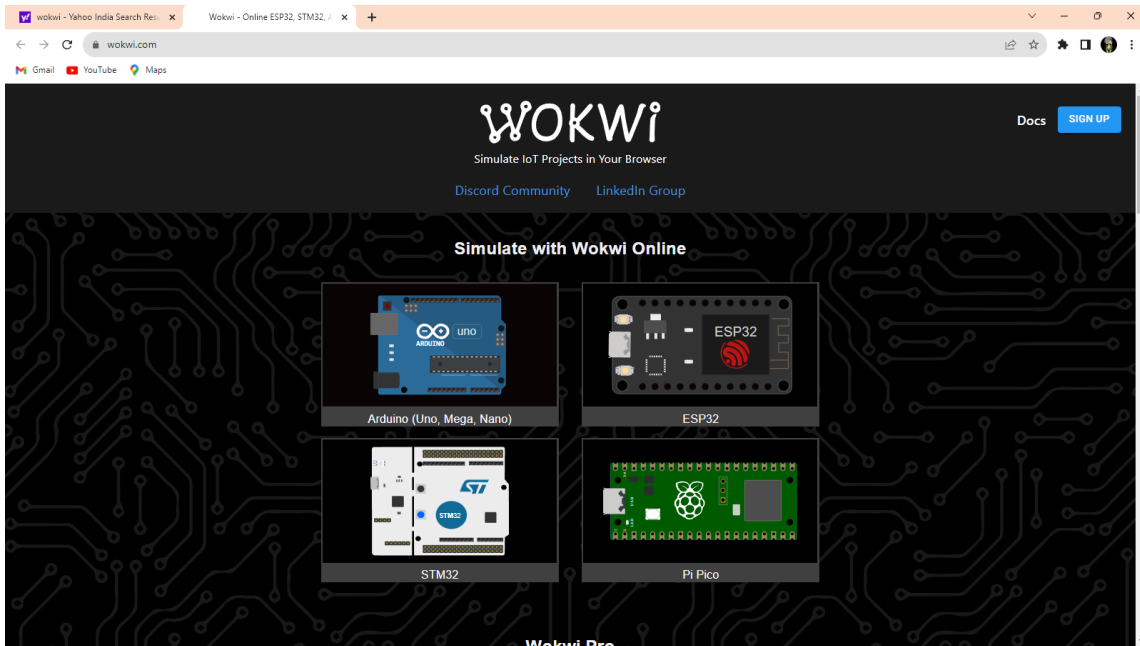 wokwi - Yahoo India Search Resu
Wokwi - Online ESP32, STM32, A
wokwi.com
Gmail
YouTube
Maps
WOKWi
Docs
SIGN UP
Simulate IoT Projects in Your Browser
Discord Community
LinkedIn Group
Simulate with Wokwi Online
ARDUINO
uno
ESP32
Arduino (Uno, Mega, Nano)
ESP32
ST
STM32
STM32
Pi Pico
Wokwi Pro